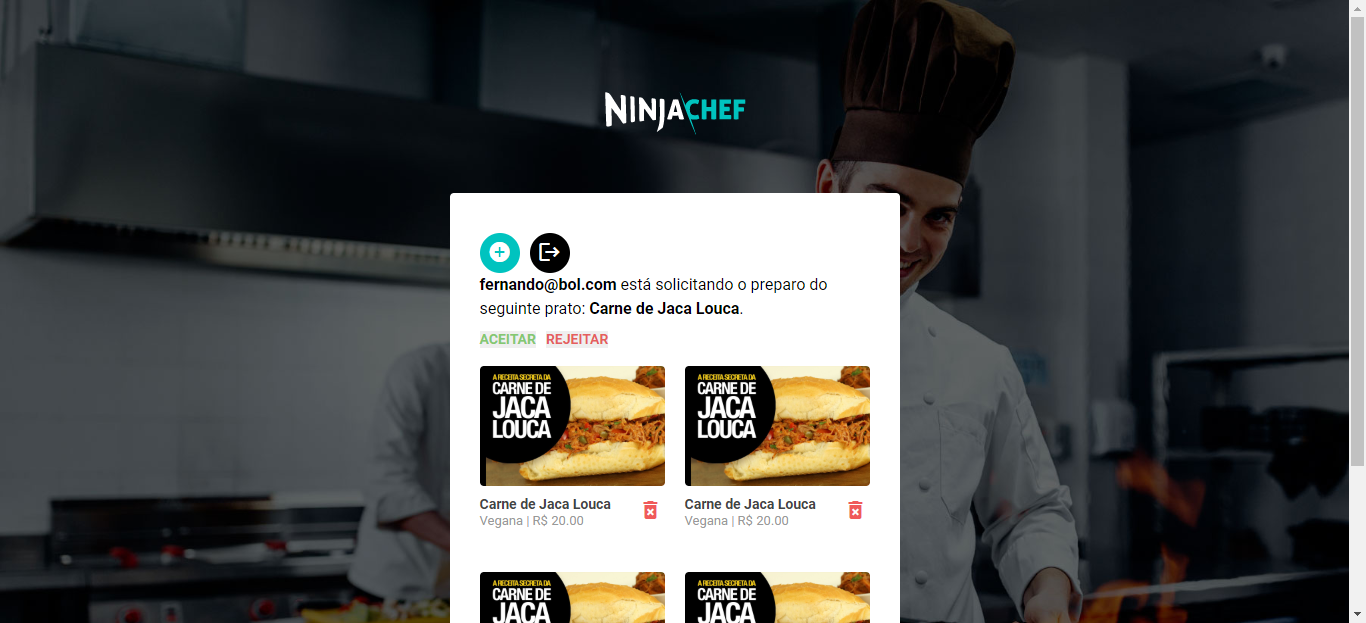 NINJACHEF
fernando@bol.com está solicitando o preparo do
seguinte prato: Carne de Jaca Louca.
ACEITAR REJEITAR
A RECEITA SECRETA DA
CARNE DE
JACA
LOUCA
A RECEITA SECRETA DA
CARNE DE
JACA
LOUCA
Carne de Jaca Louca
Vegana | R$ 20.00
Carne de Jaca Louca
Vegana | R$ 20.00
A RECEITA SECRETA DA
CARNE DE
JACA
A RECEITA SECRETA DA
CARNE DE
JACA